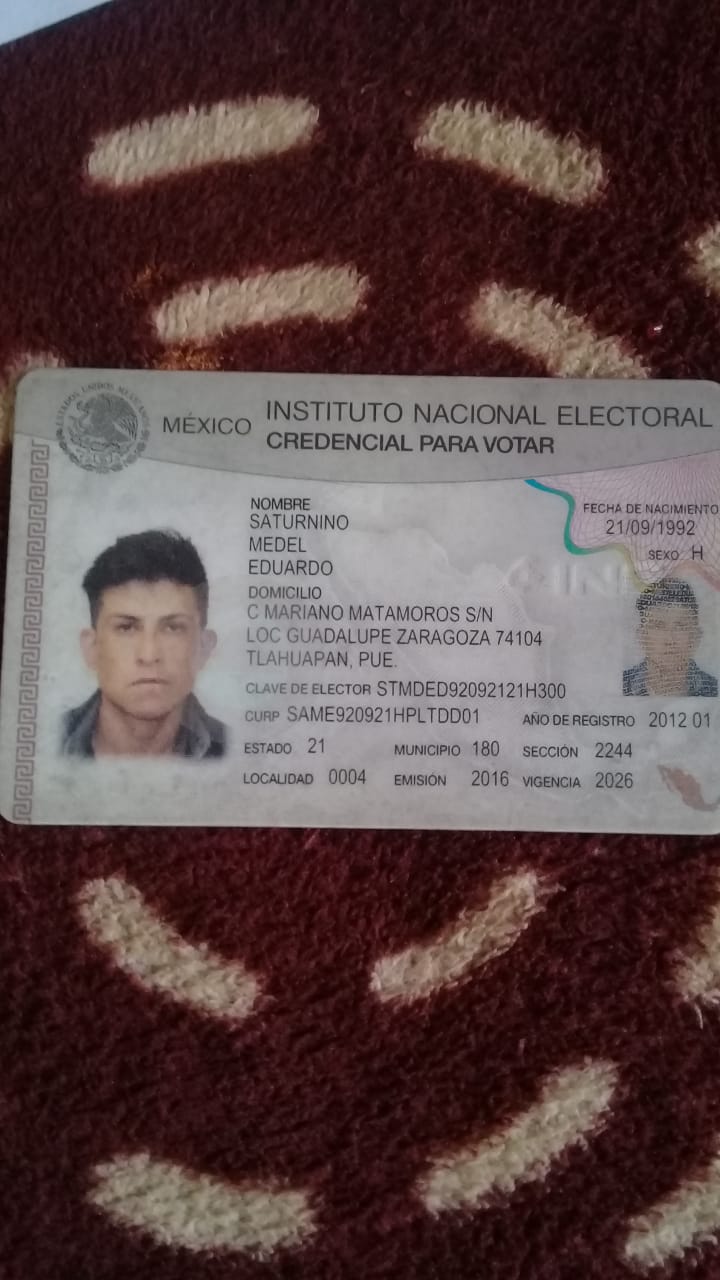 ESTADOS UNIDOS MEXICANOS
MÉXICO
INSTITUTO NACIONAL ELECTORAL
CREDENCIAL PARA VOTAR
NOMBRE
SATURNINO
MEDEL
EDUARDO
FECHA DE NACIMIENTO
21/09/1992
SEXO H
DOMICILIO
C MARIANO MATAMOROS S/N
LOC GUADALUPE ZARAGOZA 74104
TLAHUAPAN, PUE.
CLAVE DE ELECTOR STMDED92092121H300
CURP SAME920921HPLTDD01 AÑO DE REGISTRO 2012 01
ESTADO 21 MUNICIPIO 180 SECCIÓN 2244
LOCALIDAD 0004 EMISIÓN 2016 VIGENCIA 2026
INE